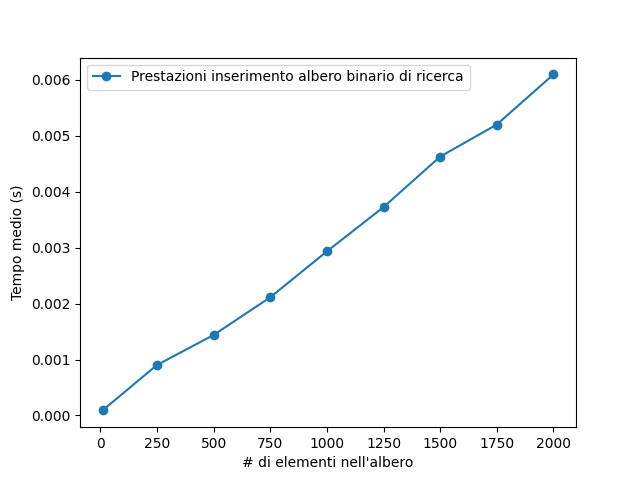 Prestazioni inserimento albero binario di ricerca
Tempo medio (s)
0.006
0.005
0.004
0.003
0.002
0.001
0.000
0 250 500 750 1000 1250 1500 1750 2000
# di elementi nell'albero